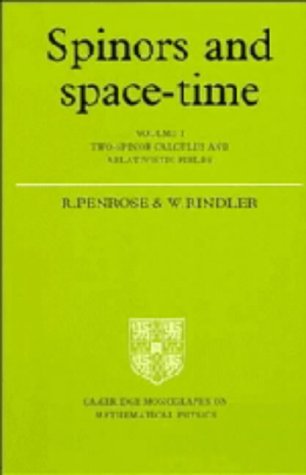 Spinors and
space-time
VOLUME 1
TWO-SPINOR CALCULUS AND
RELATIVISTIC FIELDS
R. PENROSE & W. RINDLER
CAMBRIDGE MONOGRAPHS ON
MATHEMATICAL PHYSICS